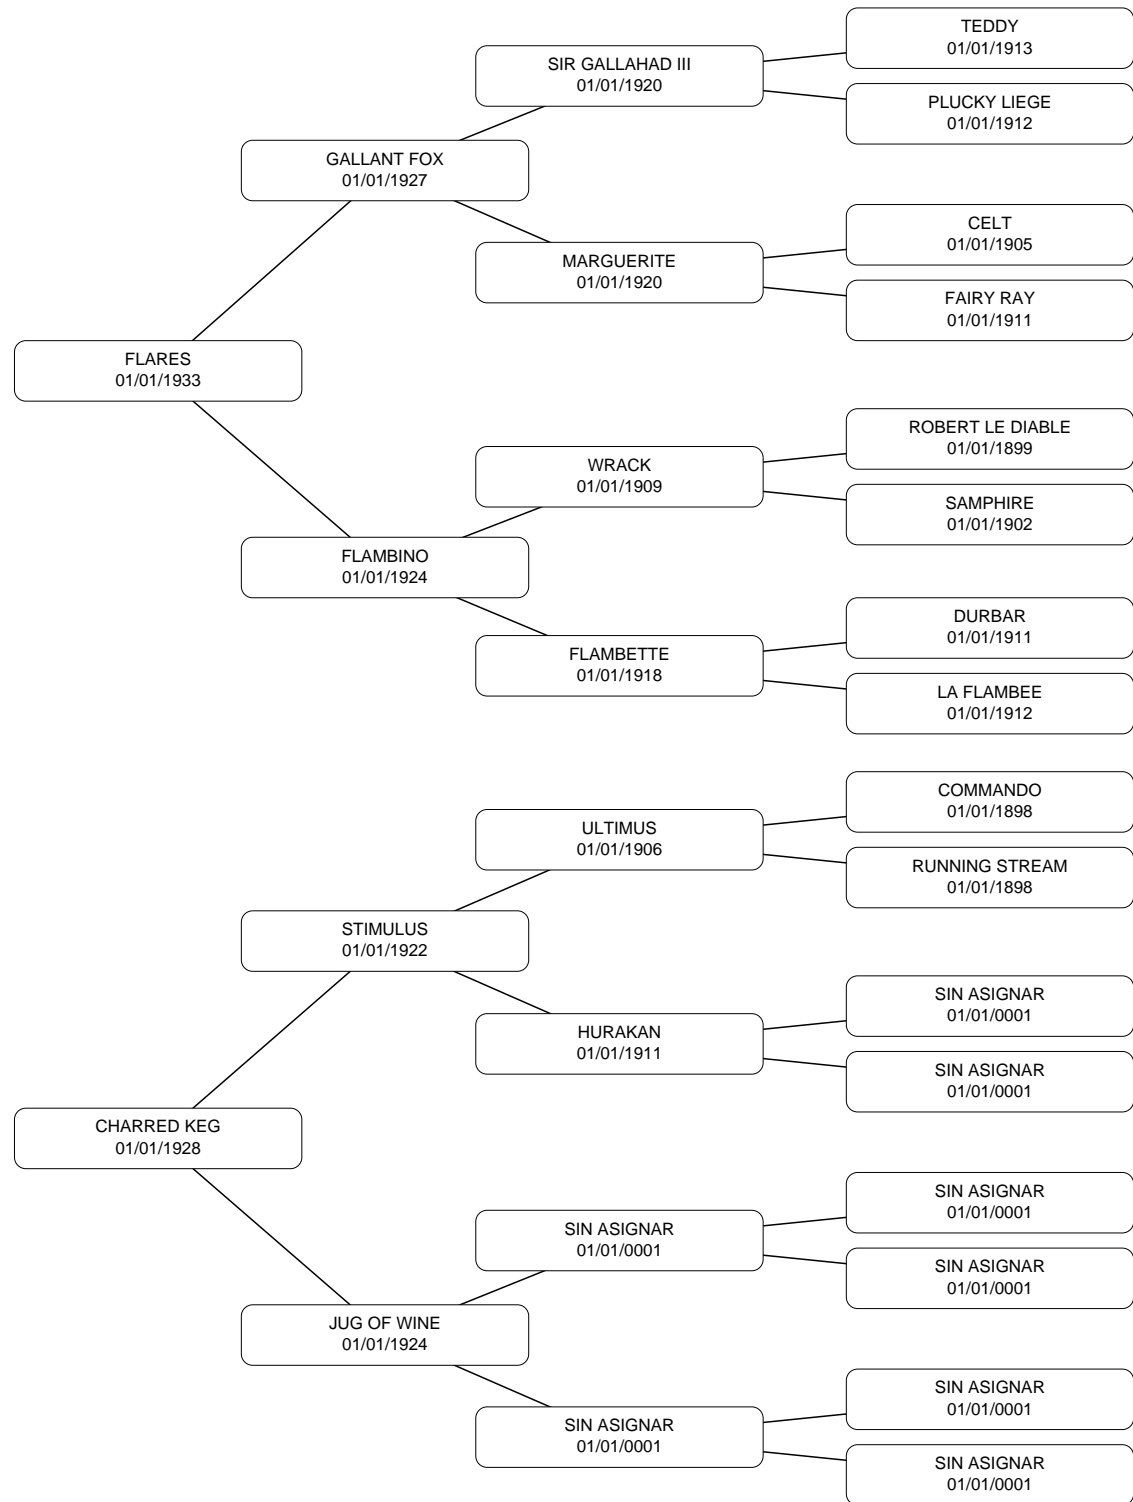 TEDDY
01/01/1913
SIR GALLAHAD III
01/01/1920
PLUCKY LIEGE
01/01/1912
GALLANT FOX
01/01/1927
CELT
01/01/1905
MARGUERITE
01/01/1920
FAIRY RAY
01/01/1911
FLARES
01/01/1933
ROBERT LE DIABLE
01/01/1899
WRACK
01/01/1909
SAMPHIRE
01/01/1902
FLAMBINO
01/01/1924
DURBAR
01/01/1911
FLAMBETTE
01/01/1918
LA FLAMBEE
01/01/1912
COMMANDO
01/01/1898
ULTIMUS
01/01/1906
RUNNING STREAM
01/01/1898
STIMULUS
01/01/1922
SIN ASIGNAR
01/01/0001
HURAKAN
01/01/1911
SIN ASIGNAR
01/01/0001
CHARRED KEG
01/01/1928
SIN ASIGNAR
01/01/0001
SIN ASIGNAR
01/01/0001
SIN ASIGNAR
01/01/0001
JUG OF WINE
01/01/1924
SIN ASIGNAR
01/01/0001
SIN ASIGNAR
01/01/0001
SIN ASIGNAR
01/01/0001